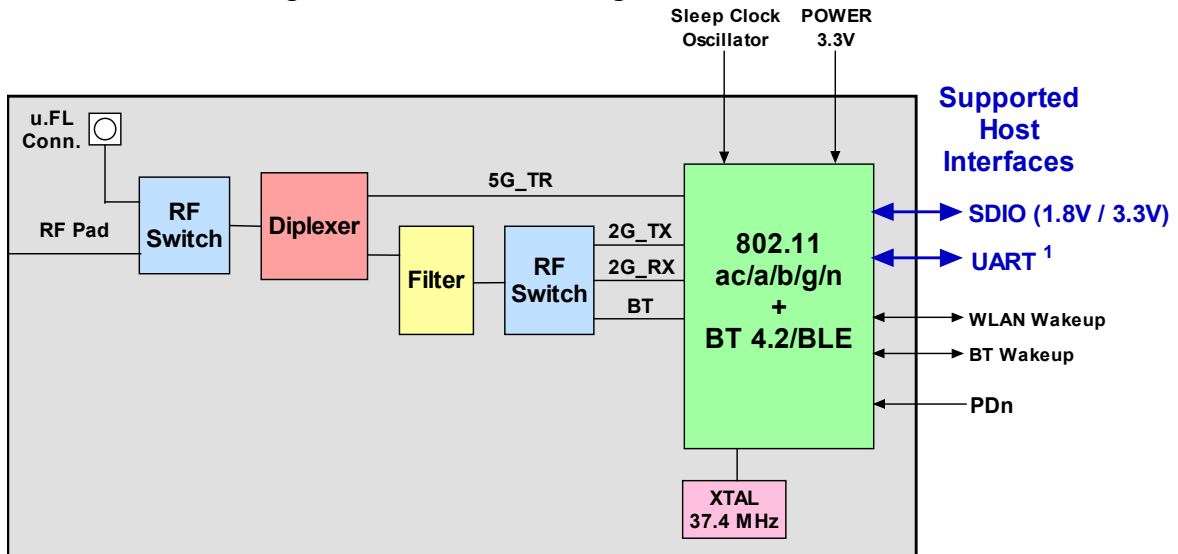 Sleep Clock
Oscillator
POWER
3.3V
Supported
Host
Interfaces
u.FL
Conn.
RF Pad
RF
Switch
Diplexer
Filter
RF
Switch
5G_TR
2G_TX
2G_RX
BT
802.11
ac/a/b/g/n
+
BT 4.2/BLE
SDIO (1.8V / 3.3V)
UART 1
WLAN Wakeup
BT Wakeup
PDn
XTAL
37.4 MHz